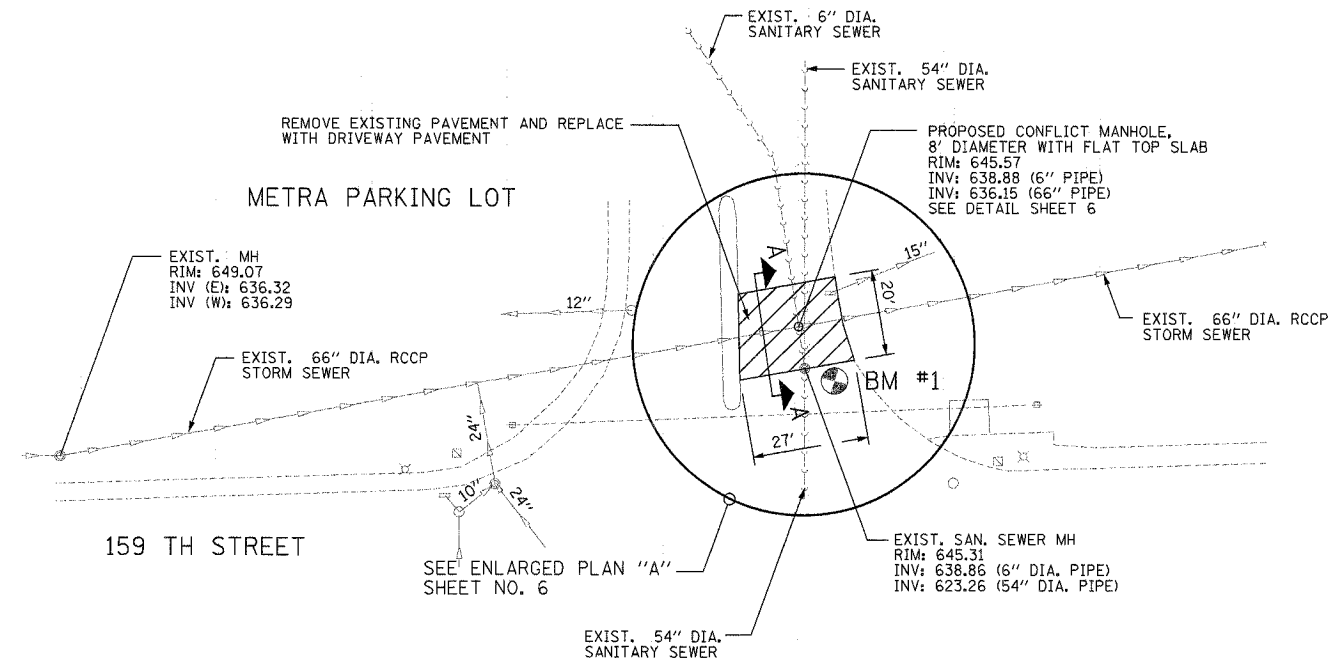 EXIST. 6" DIA.
SANITARY SEWER
EXIST. 54" DIA.
SANITARY SEWER
REMOVE EXISTING PAVEMENT AND REPLACE
WITH DRIVEWAY PAVEMENT
PROPOSED CONFLICT MANHOLE,
8' DIAMETER WITH FLAT TOP SLAB
RIM: 645.57
INV: 638.88 (6" PIPE)
INV: 636.15 (66" PIPE)
SEE DETAIL SHEET 6
METRA PARKING LOT
EXIST. MH
RIM: 649.07
INV (E): 636.32
INV (W): 636.29
A
15"
20'
12"
EXIST. 66" DIA. RCCP
STORM SEWER
EXIST. 66" DIA. RCCP
STORM SEWER
BM #1
A
24"
27'
10"
24"
159 TH STREET
SEE ENLARGED PLAN "A"
SHEET NO. 6
EXIST. SAN. SEWER MH
RIM: 645.31
INV: 638.86 (6" DIA. PIPE)
INV: 623.26 (54" DIA. PIPE)
EXIST. 54" DIA.
SANITARY SEWER